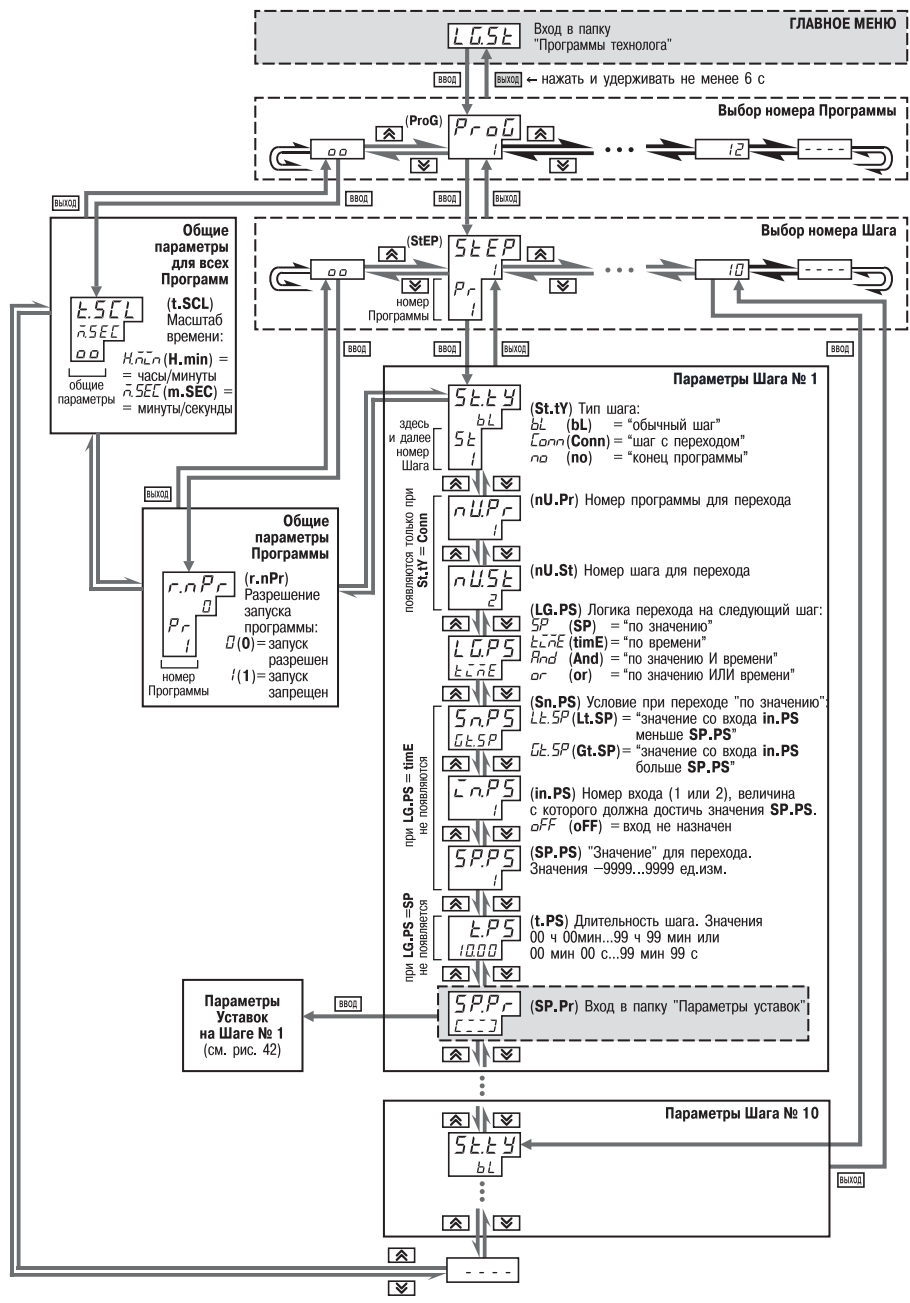 ГЛАВНОЕ МЕНЮ
LG.St
Вход в папку
"Программы технолога"
ВВОД
ВЫХОД
← нажать и удерживать не менее 6 с
Выбор номера Программы
(ProG)
ProG
1
oo
•••
12
- - - -
ВЫХОД
ВВОД
ВЫХОД
Выбор номера Шага
(StEP)
StEP
1
Pr
1
номер
Программы
oo
•••
10
- - - -
Общие
параметры
для всех
Программ
t.SCL
m.SEC
oo
общие
параметры
(t.SCL)
Масштаб
времени:
H.min (H.min) =
= часы/минуты
m.SEC (m.SEC) =
= минуты/секунды
ВВОД
ВВОД
ВЫХОД
ВВОД
Параметры Шага № 1
St.tY
bL
St
1
здесь
и далее
номер
Шага
(St.tY) Тип шага:
bL (bL) = “обычный шаг”
Conn (Conn) = “шаг с переходом”
no (no) = “конец программы”
ВЫХОД
Общие
параметры
Программы
r.nPr
0
Pr
1
номер
Программы
(r.nPr)
Разрешение
запуска
программы:
0 (0) = запуск
разрешен
1 (1) = запуск
запрещен
появляются только при
St.tY = Conn
nU.Pr
1
(nU.Pr) Номер программы для перехода
nU.St
2
(nU.St) Номер шага для перехода
LG.PS
timE
(LG.PS) Логика перехода на следующий шаг:
SP (SP) = “по значению”
timE (timE) = “по времени”
And (And) = “по значению И времени”
or (or) = “по значению ИЛИ времени”
при LG.PS = timE
не появляются
Sn.PS
Gt.SP
(Sn.PS) Условие при переходе "по значению":
Lt.SP (Lt.SP) = “значение со входа in.PS
меньше SP.PS”
Gt.SP (Gt.SP) = “значение со входа in.PS
больше SP.PS”
in.PS
1
(in.PS) Номер входа (1 или 2), величина
с которого должна достичь значения SP.PS.
oFF (oFF) = вход не назначен
SP.PS
1
(SP.PS) "Значение" для перехода.
Значения –9999...9999 ед.изм.
при LG.PS =SP
не появляется
t.PS
10.00
(t.PS) Длительность шага. Значения
00 ч 00мин...99 ч 99 мин или
00 мин 00 с...99 мин 99 с
SP.Pr
[---]
(SP.Pr) Вход в папку "Параметры уставок"
ВВОД
Параметры
Уставок
на Шаге № 1
(см. рис. 42)
Параметры Шага № 10
St.tY
bL
ВЫХОД
- - - -